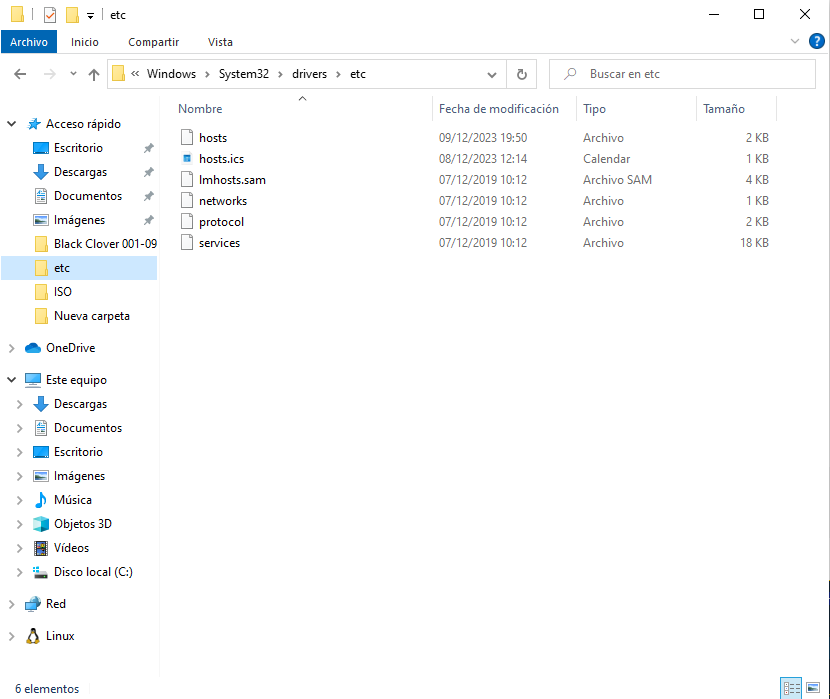 etc
Archivo Inicio Compartir Vista
« Windows › System32 › drivers › etc Buscar en etc
Nombre Fecha de modificación Tipo Tamaño
Acceso rápido
Escritorio
Descargas
Documentos
Imágenes
Black Clover 001-09
etc
ISO
Nueva carpeta
OneDrive
Este equipo
Descargas
Documentos
Escritorio
Imágenes
Música
Objetos 3D
Vídeos
Disco local (C:)
Red
Linux
hosts 09/12/2023 19:50 Archivo 2 KB
hosts.ics 08/12/2023 12:14 Calendar 1 KB
lmhosts.sam 07/12/2019 10:12 Archivo SAM 4 KB
networks 07/12/2019 10:12 Archivo 1 KB
protocol 07/12/2019 10:12 Archivo 2 KB
services 07/12/2019 10:12 Archivo 18 KB
6 elementos